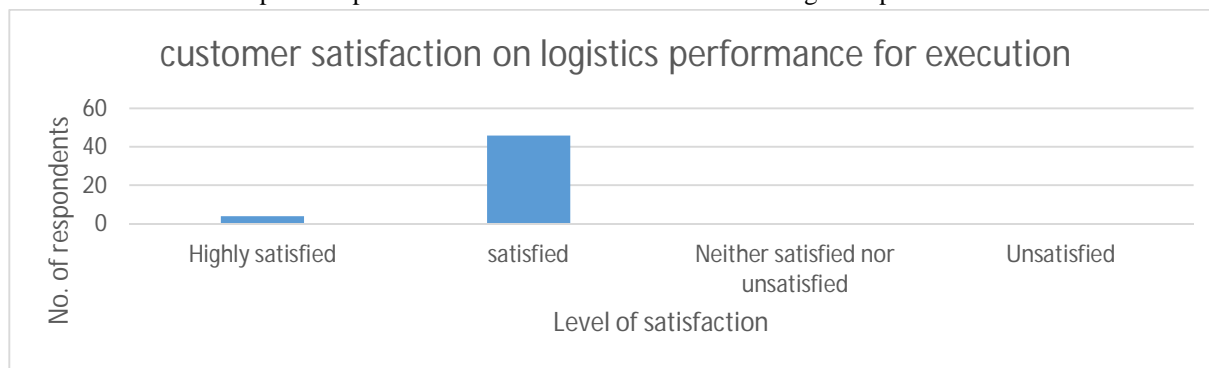 customer satisfaction on logistics performance for execution
No. of respondents
60
40
20
0
Highly satisfied
satisfied
Neither satisfied nor
unsatisfied
Unsatisfied
Level of satisfaction